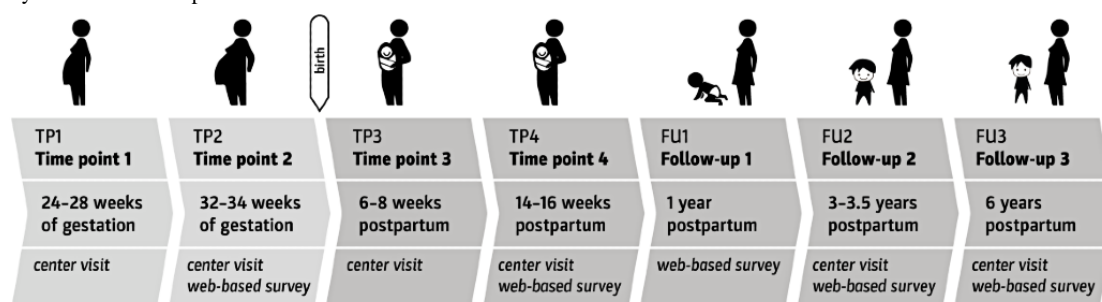 birth
TP1
Time point 1
24–28 weeks
of gestation
center visit
TP2
Time point 2
32–34 weeks
of gestation
center visit
web-based survey
TP3
Time point 3
6–8 weeks
postpartum
center visit
TP4
Time point 4
14–16 weeks
postpartum
center visit
web-based survey
FU1
Follow-up 1
1 year
postpartum
web-based survey
FU2
Follow-up 2
3–3.5 years
postpartum
center visit
web-based survey
FU3
Follow-up 3
6 years
postpartum
center visit
web-based survey